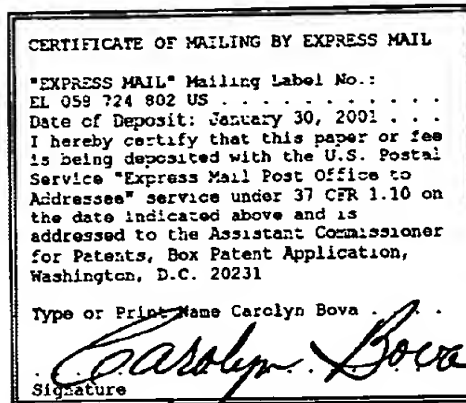 CERTIFICATE OF MAILING BY EXPRESS MAIL
"EXPRESS MAIL" Mailing Label No.:
EL 059 724 802 US . . . . . . . . . . .
Date of Deposit: January 30, 2001 . . .
I hereby certify that this paper or fee
is being deposited with the U.S. Postal
Service "Express Mail Post Office to
Addressee" service under 37 CFR 1.10 on
the date indicated above and is
addressed to the Assistant Commissioner
for Patents, Box Patent Application,
Washington, D.C. 20231
Type or Print Name Carolyn Bova . . .
Carolyn Bova
Signature